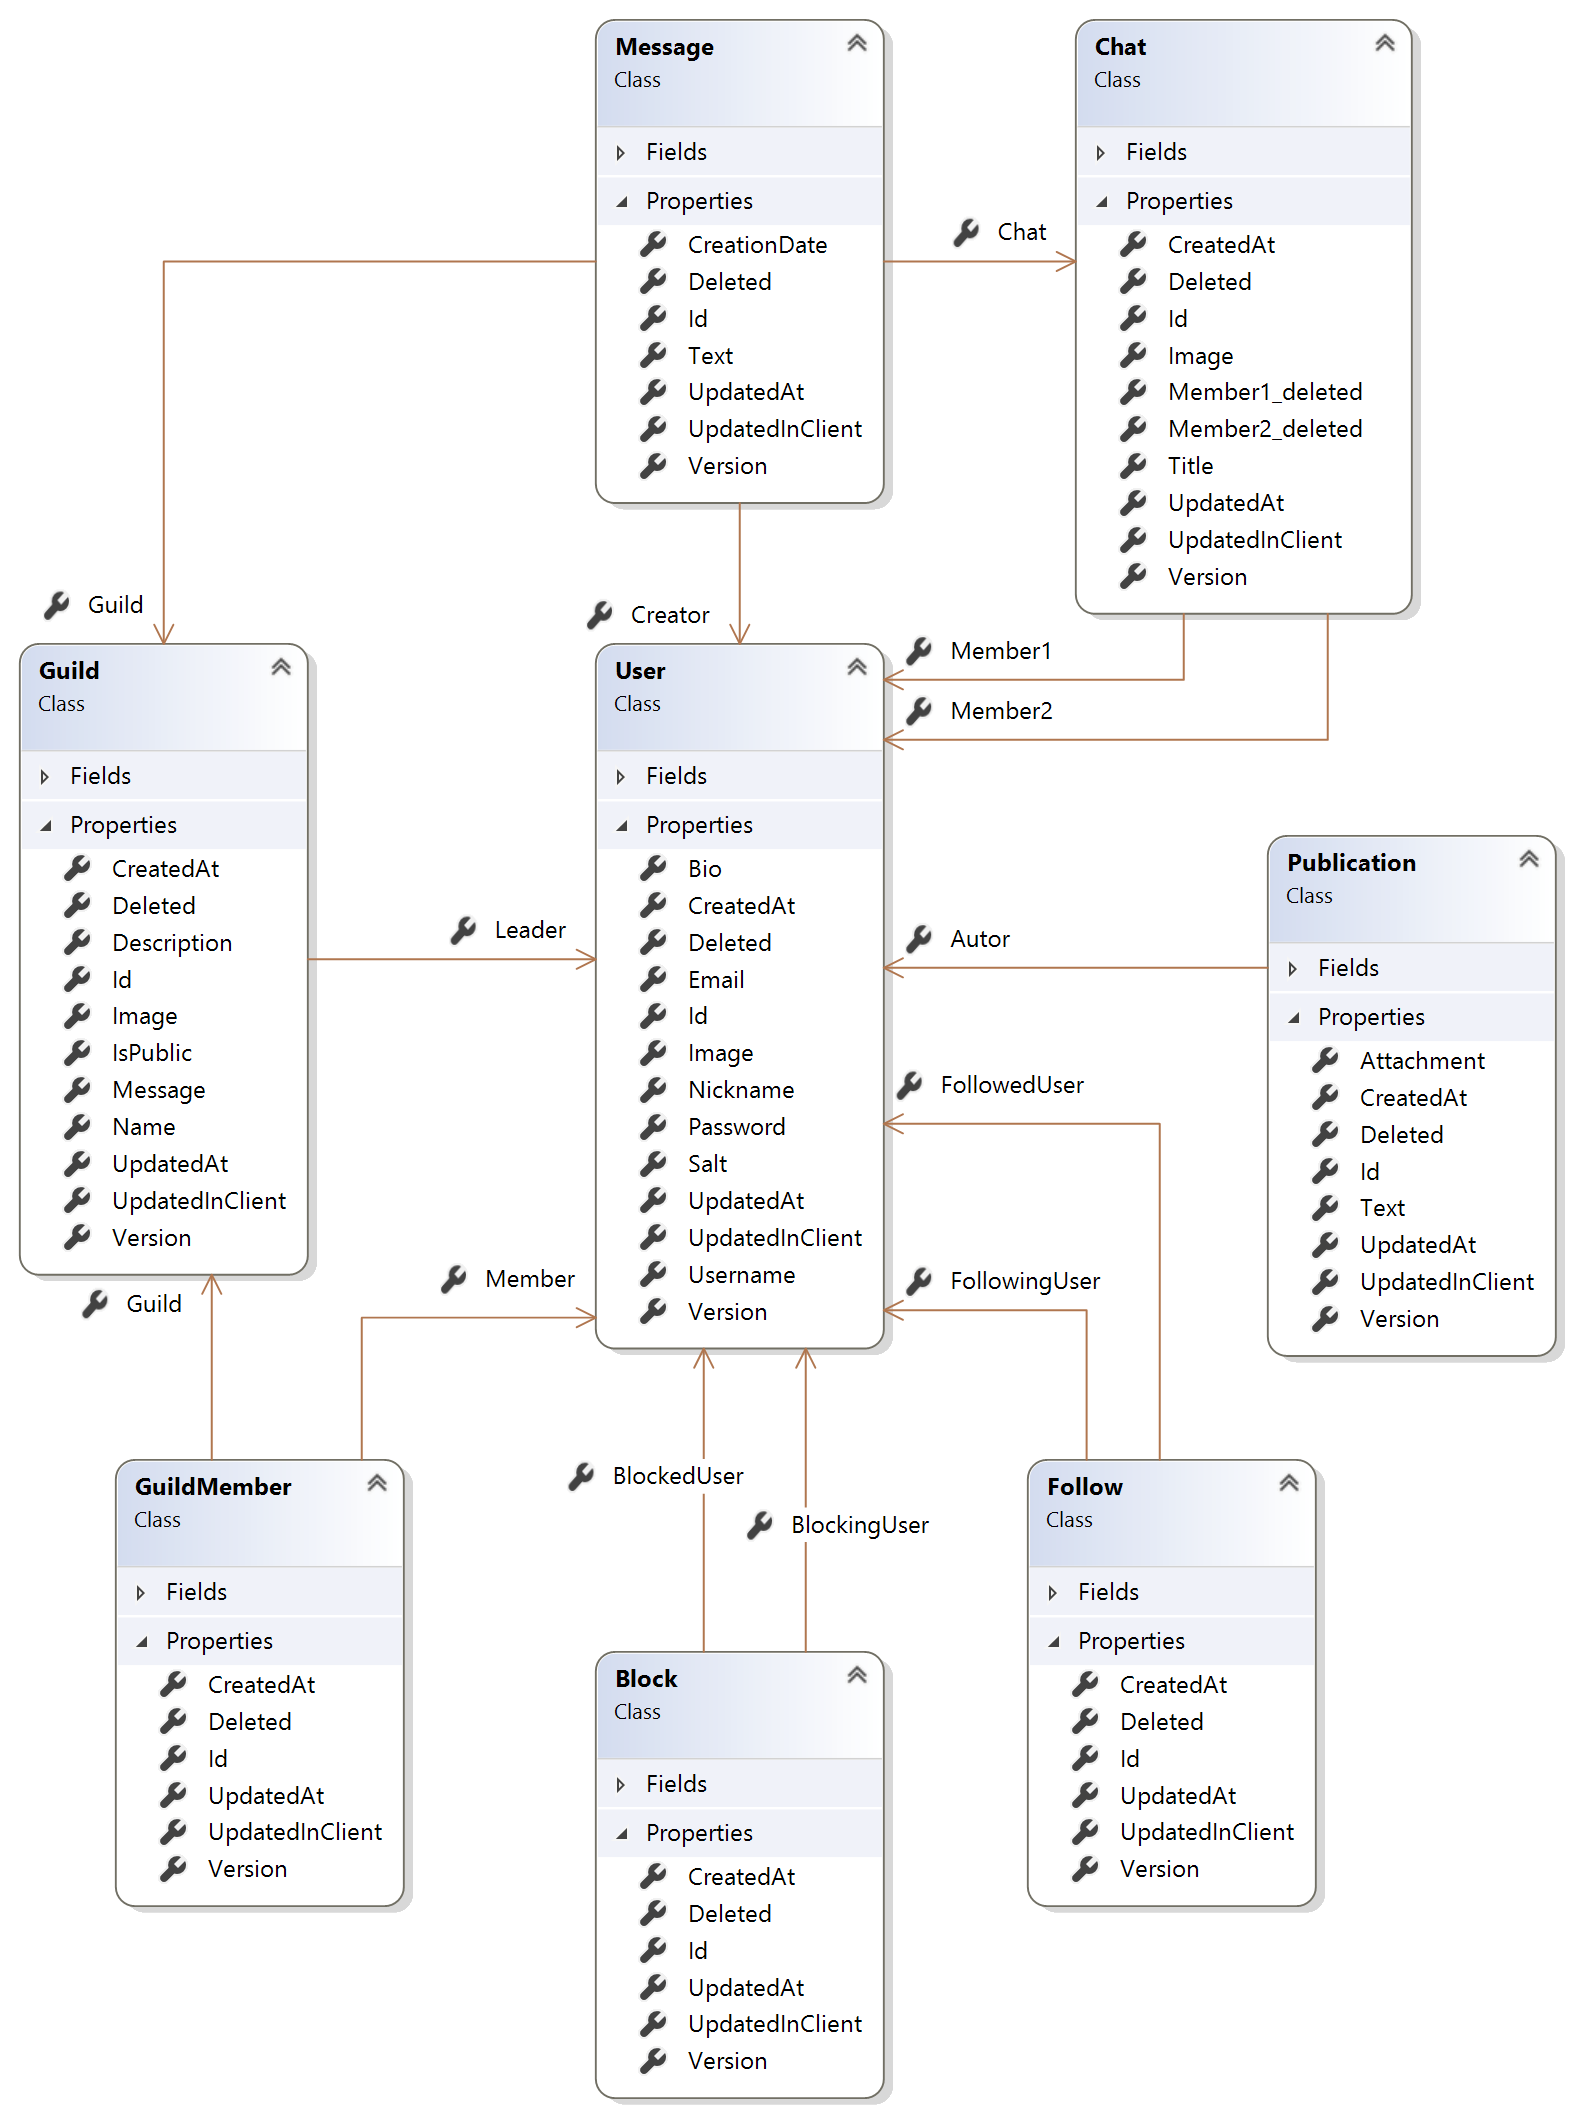 Message
Class
Fields
Properties
CreationDate
Deleted
Id
Text
UpdatedAt
UpdatedInClient
Version
Chat
Chat
Class
Fields
Properties
CreatedAt
Deleted
Id
Image
Member1_deleted
Member2_deleted
Title
UpdatedAt
UpdatedInClient
Version
Guild
Creator
Member1
Member2
Guild
Class
Fields
Properties
CreatedAt
Deleted
Description
Id
Image
IsPublic
Message
Name
UpdatedAt
UpdatedInClient
Version
Leader
User
Class
Fields
Properties
Bio
CreatedAt
Deleted
Email
Id
Image
Nickname
Password
Salt
UpdatedAt
UpdatedInClient
Username
Version
Autor
Publication
Class
Fields
Properties
Attachment
CreatedAt
Deleted
Id
Text
UpdatedAt
UpdatedInClient
Version
FollowedUser
FollowingUser
Member
Guild
BlockedUser
BlockingUser
GuildMember
Class
Fields
Properties
CreatedAt
Deleted
Id
UpdatedAt
UpdatedInClient
Version
Block
Class
Fields
Properties
CreatedAt
Deleted
Id
UpdatedAt
UpdatedInClient
Version
Follow
Class
Fields
Properties
CreatedAt
Deleted
Id
UpdatedAt
UpdatedInClient
Version